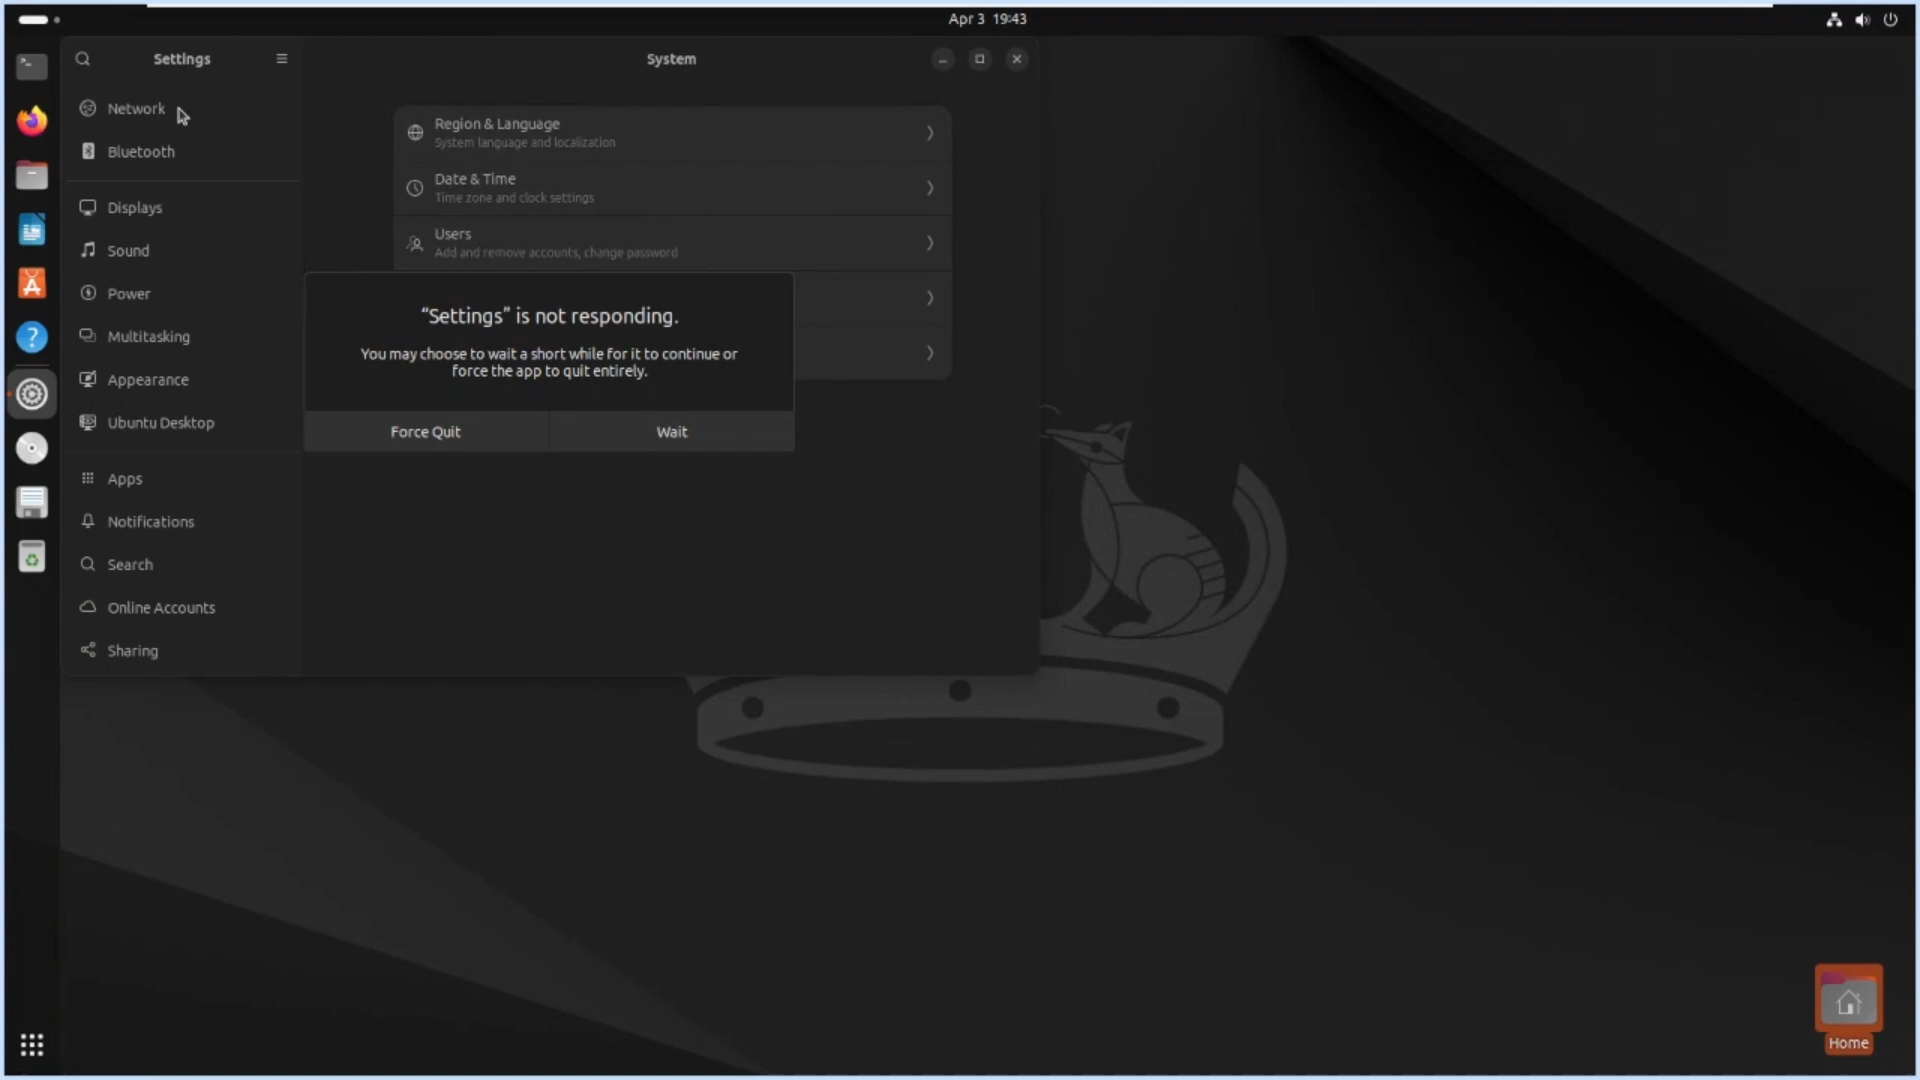 Apr 3 19:43
Settings
System
Network
Bluetooth
Displays
Sound
Power
Multitasking
Appearance
Ubuntu Desktop
Apps
Notifications
Search
Online Accounts
Sharing
Region & Language
System language and localization
Date & Time
Time zone and clock settings
Users
Add and remove accounts, change password
“Settings” is not responding.
You may choose to wait a short while for it to continue or
force the app to quit entirely.
Force Quit
Wait
Home